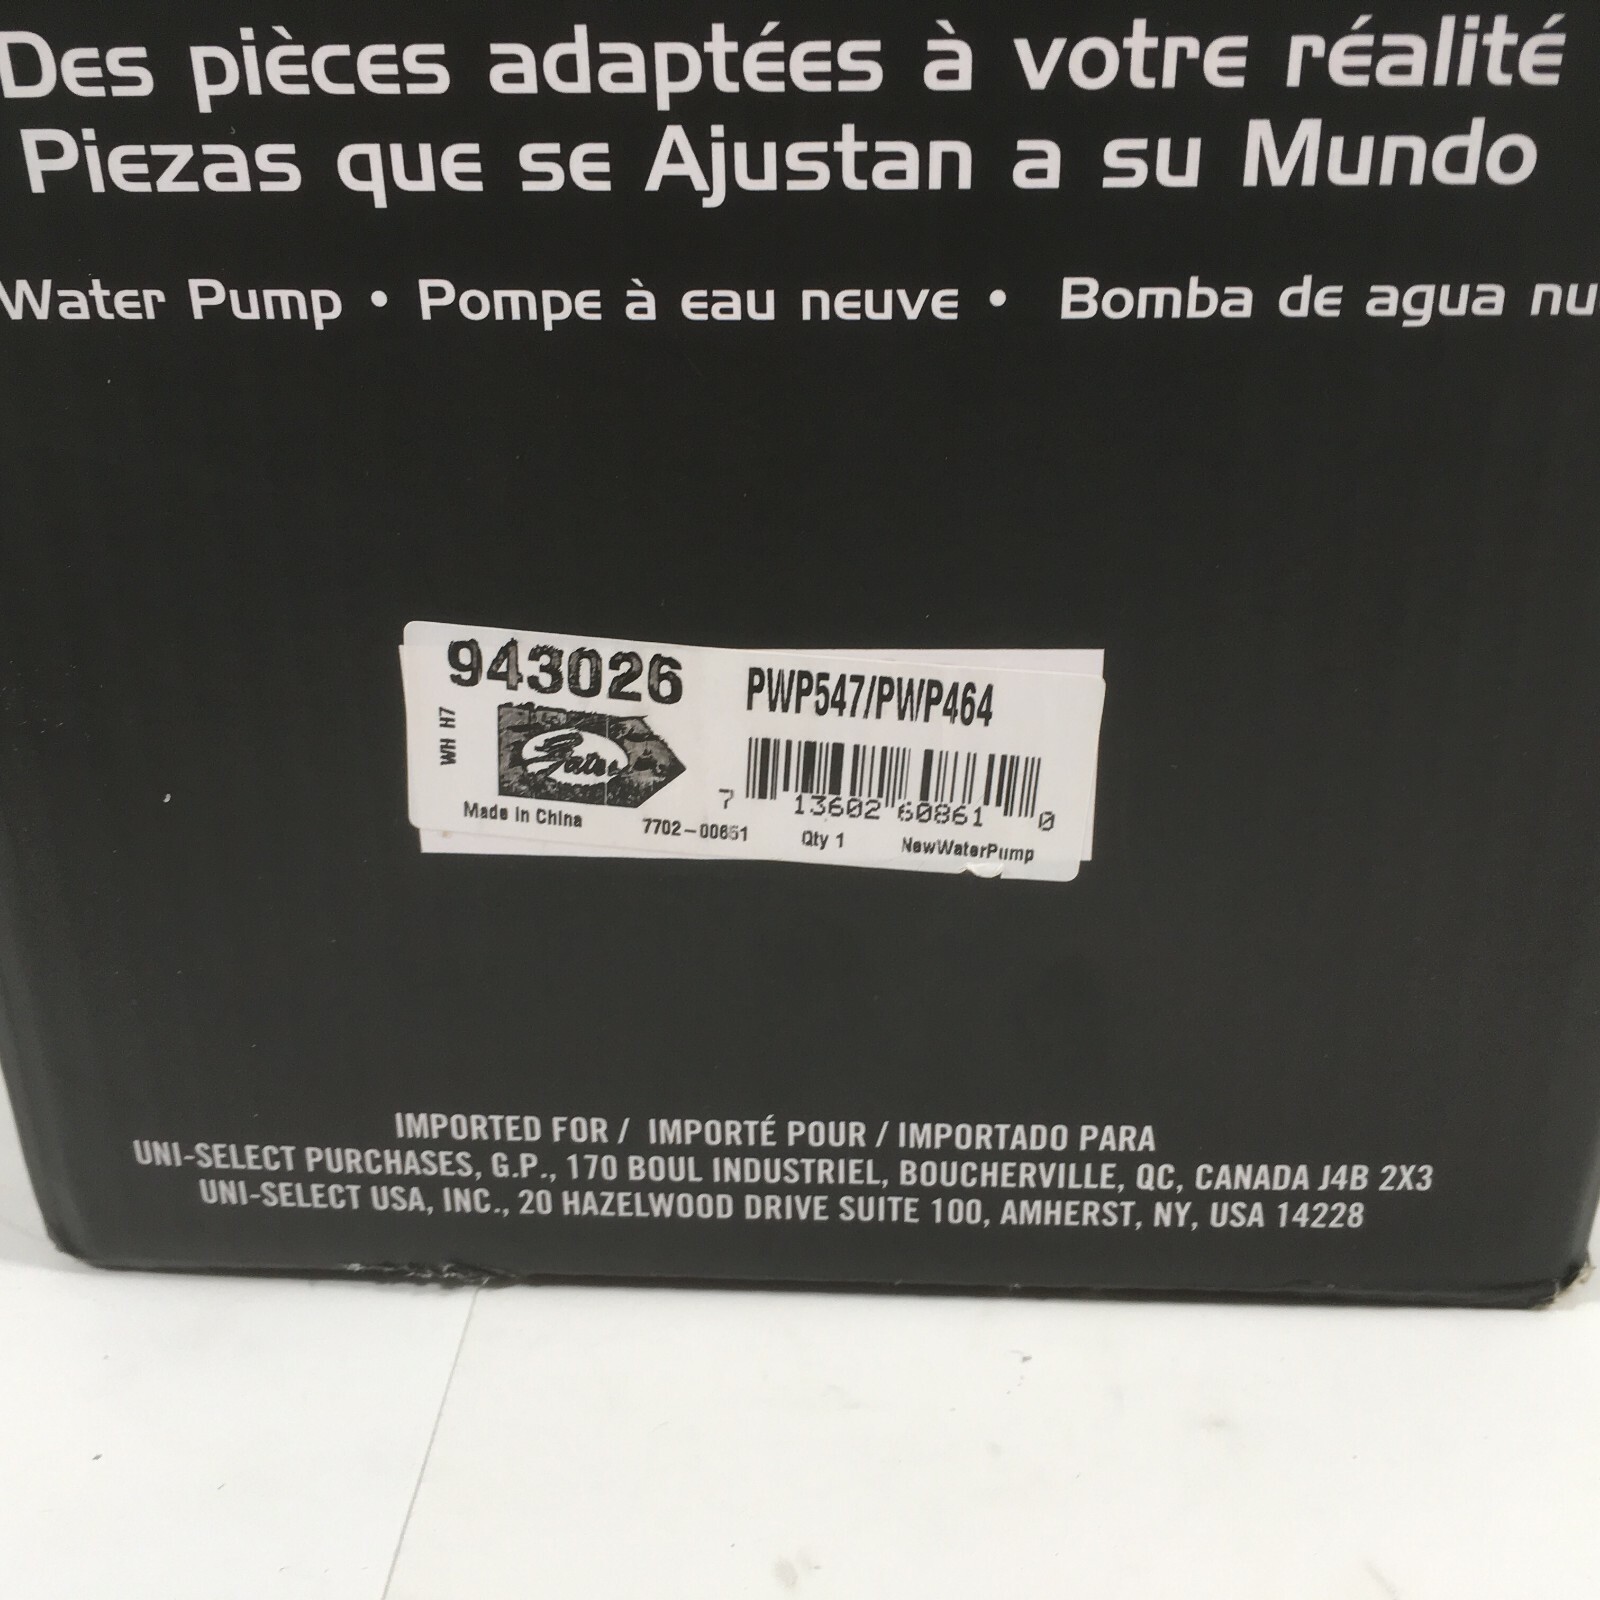 Des pièces adaptées à votre réalité
Piezas que se Ajustan a su Mundo
Water Pump • Pompe à eau neuve • Bomba de agua nu
943026
PWP547/PWP464
WH H7
Gates
7 13602 60861 0
Made in China
7702-00651
Qty 1
NewWaterPump
IMPORTED FOR / IMPORTÉ POUR / IMPORTADO PARA
UNI-SELECT PURCHASES, G.P., 170 BOUL INDUSTRIEL, BOUCHERVILLE, QC, CANADA J4B 2X3
UNI-SELECT USA, INC., 20 HAZELWOOD DRIVE SUITE 100, AMHERST, NY, USA 14228